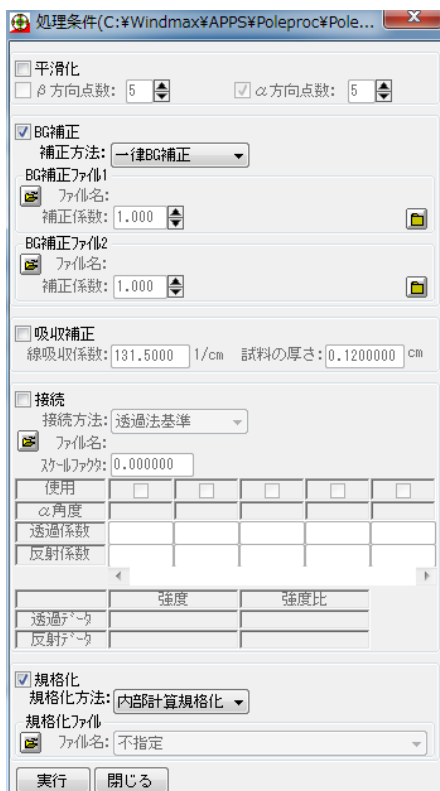 処理条件(C:¥Windmax¥APPS¥Poleproc¥Pole...
平滑化
β方向点数: 5 α方向点数: 5
BG補正
補正方法: 一律BG補正
BG補正ファイル1
ファイル名:
補正係数: 1.000
BG補正ファイル2
ファイル名:
補正係数: 1.000
吸収補正
線吸収係数: 131.5000 1/cm 試料の厚さ: 0.1200000 cm
接続
接続方法: 透過法基準
ファイル名:
スケールファクタ: 0.000000
使用
α角度
透過係数
反射係数
強度 強度比
透過データ
反射データ
規格化
規格化方法: 内部計算規格化
規格化ファイル
ファイル名: 不指定
実行 閉じる